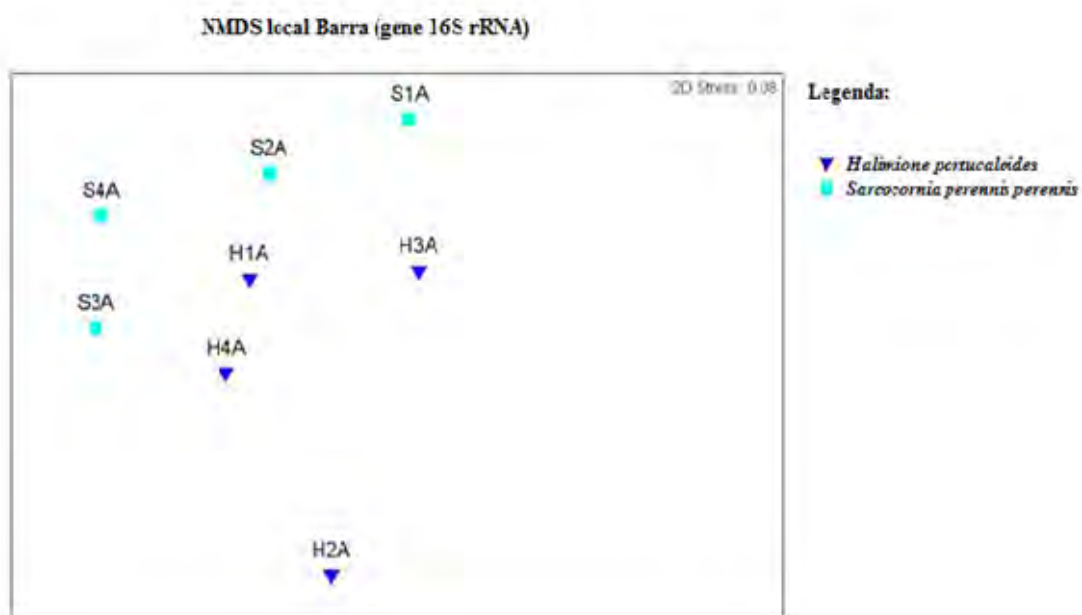 NMDS local Barra (gene 16S rRNA)
2D Stress: 0.08
Legenda:
Halimione portucaloides
Sarcocornia perennis perennis
S1A
S2A
S4A
H1A
H3A
S3A
H4A
H2A